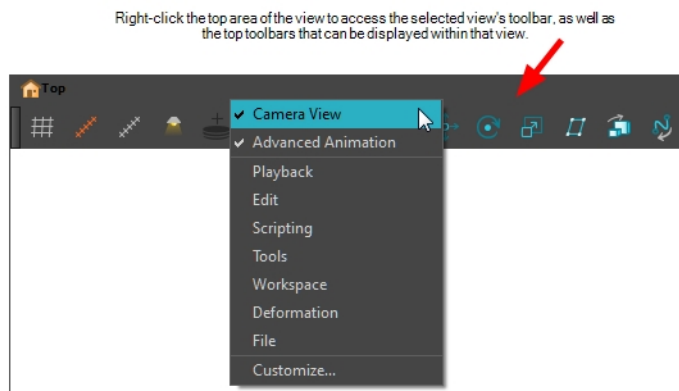 Right-click the top area of the view to access the selected view's toolbar, as well as
the top toolbars that can be displayed within that view.
Top
Camera View
Advanced Animation
Playback
Edit
Scripting
Tools
Workspace
Deformation
File
Customize...